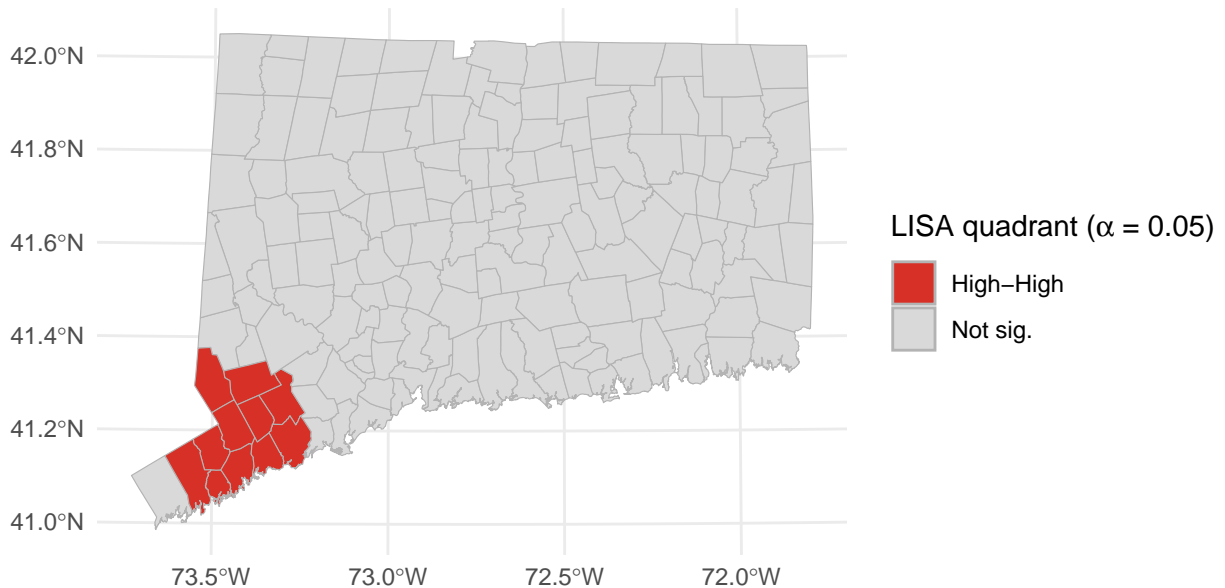 42.0°N
41.8°N
41.6°N
41.4°N
41.2°N
41.0°N
73.5°W 73.0°W 72.5°W 72.0°W
LISA quadrant (α = 0.05)
High−High
Not sig.